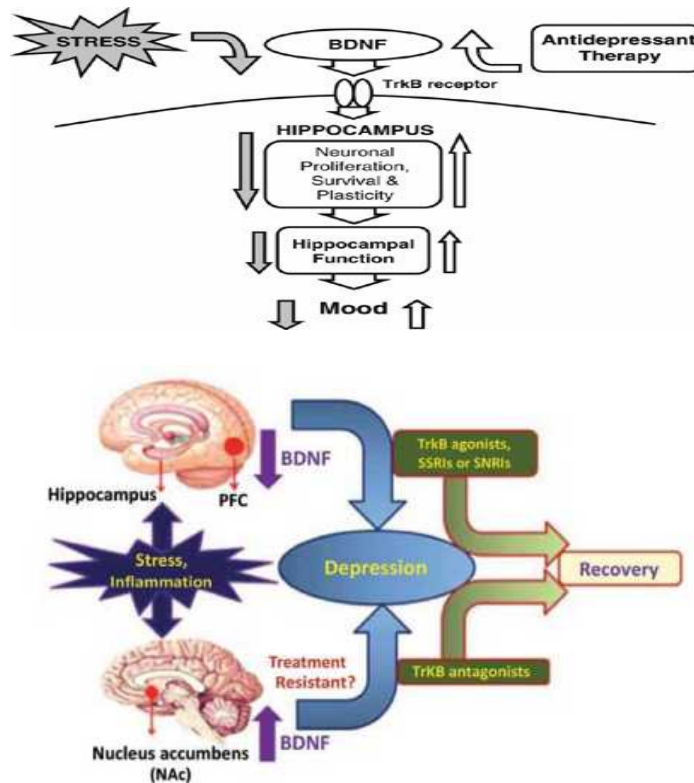 STRESS
BDNF
Antidepressant
Therapy
TrkB receptor
HIPPOCAMPUS
Neuronal
Proliferation,
Survival &
Plasticity
Hippocampal
Function
Mood
BDNF
TrkB agonists,
SSRIs or SNRIs
Hippocampus
PFC
Stress,
Inflammation
Depression
Recovery
Treatment
Resistant?
TrKB antagonists
BDNF
Nucleus accumbens
(NAc)